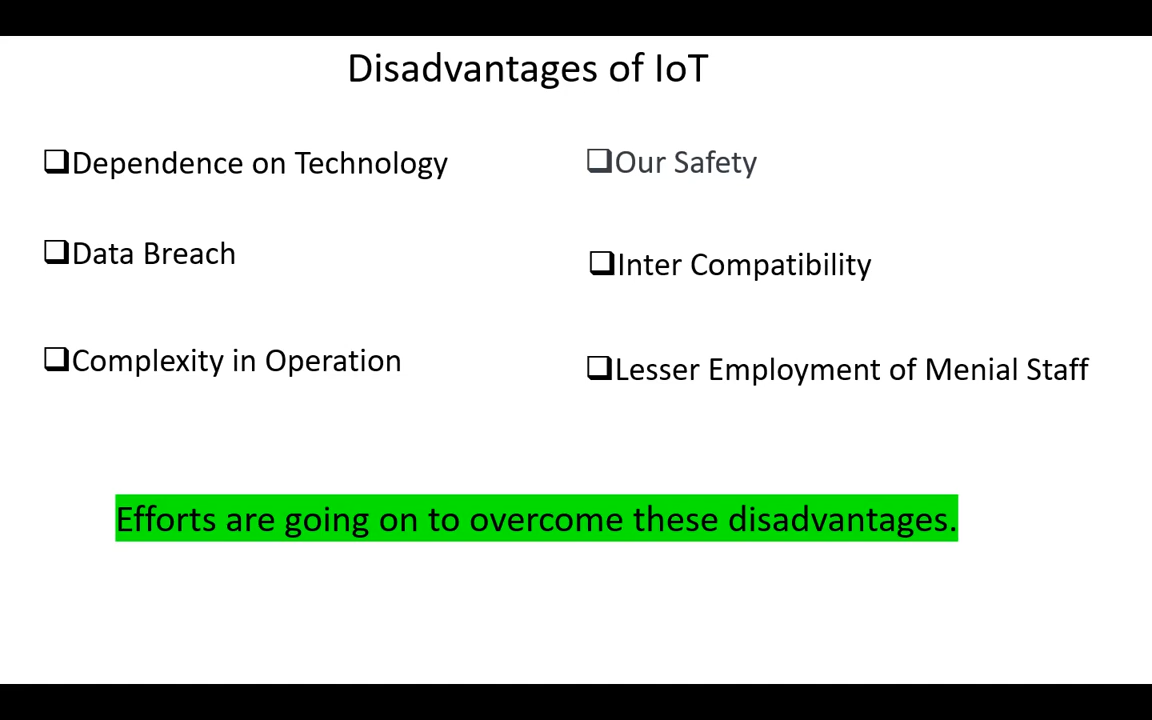 Disadvantages of IoT
❑Dependence on Technology
❑Data Breach
❑Complexity in Operation
❑Our Safety
❑Inter Compatibility
❑Lesser Employment of Menial Staff
Efforts are going on to overcome these disadvantages.